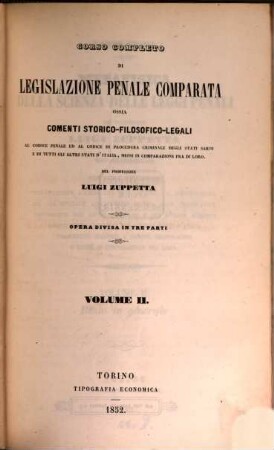 CORSO COMPLETO
DI
LEGISLAZIONE PENALE COMPARATA
OSSIA
COMENTI STORICO-FILOSOFICO-LEGALI
AL CODICE PENALE ED AL CODICE DI PROCEDURA CRIMINALE DEGLI STATI SARDI
E DI TUTTI GLI ALTRI STATI D'ITALIA, MESSI IN COMPARAZIONE FRA DI LORO.
DEL PROFESSORE
LUIGI ZUPPETTA
OPERA DIVISA IN TRE PARTI
VOLUME II.
TORINO
TIPOGRAFIA ECONOMICA
1852.